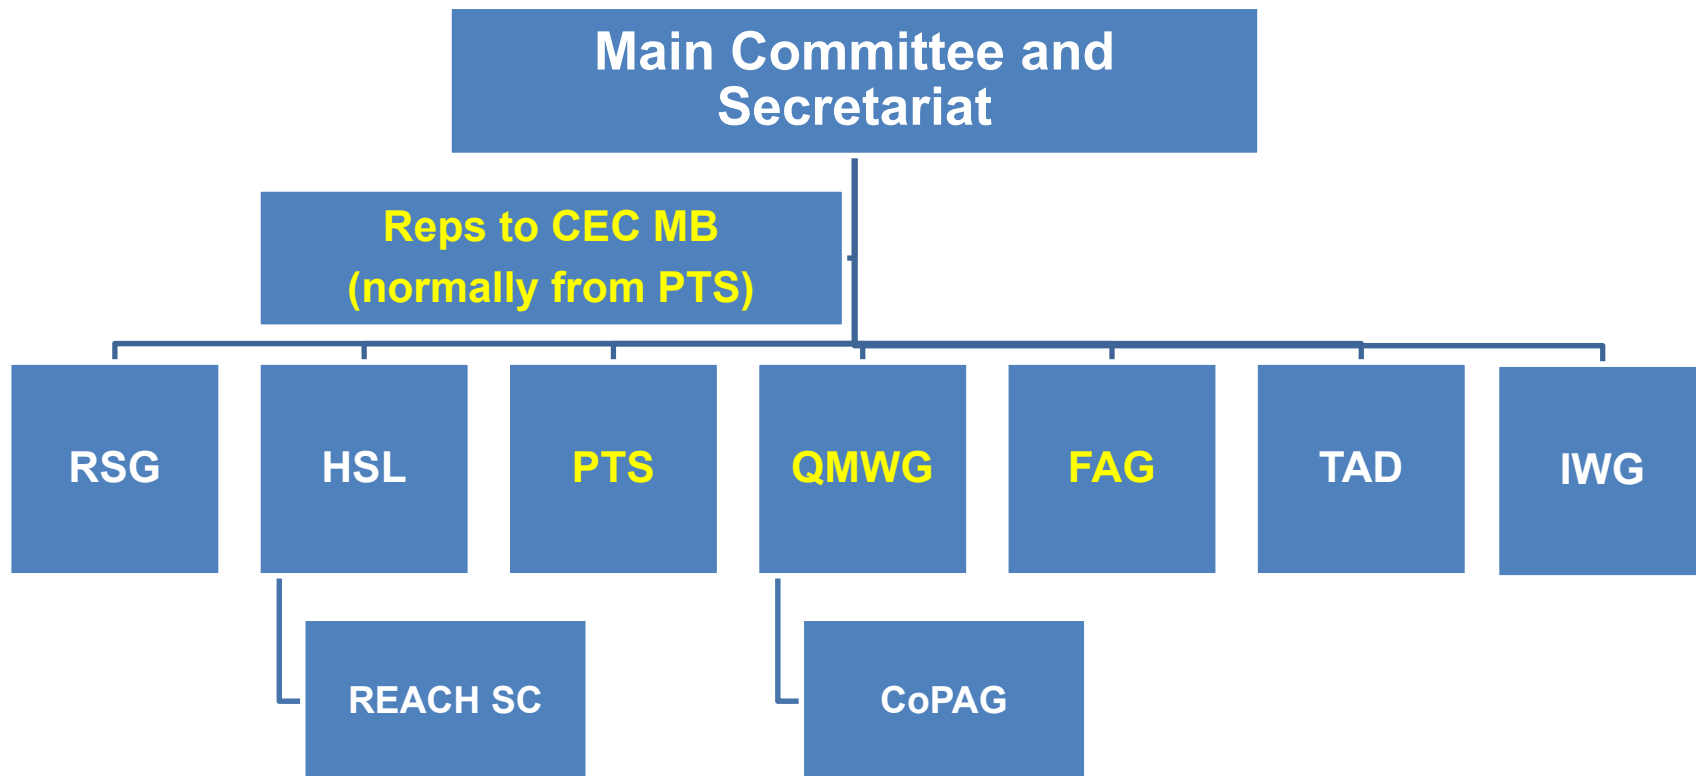 Main Committee and
Secretariat
Reps to CEC MB
(normally from PTS)
RSG
HSL
PTS
QMWG
FAG
TAD
IWG
REACH SC
CoPAG